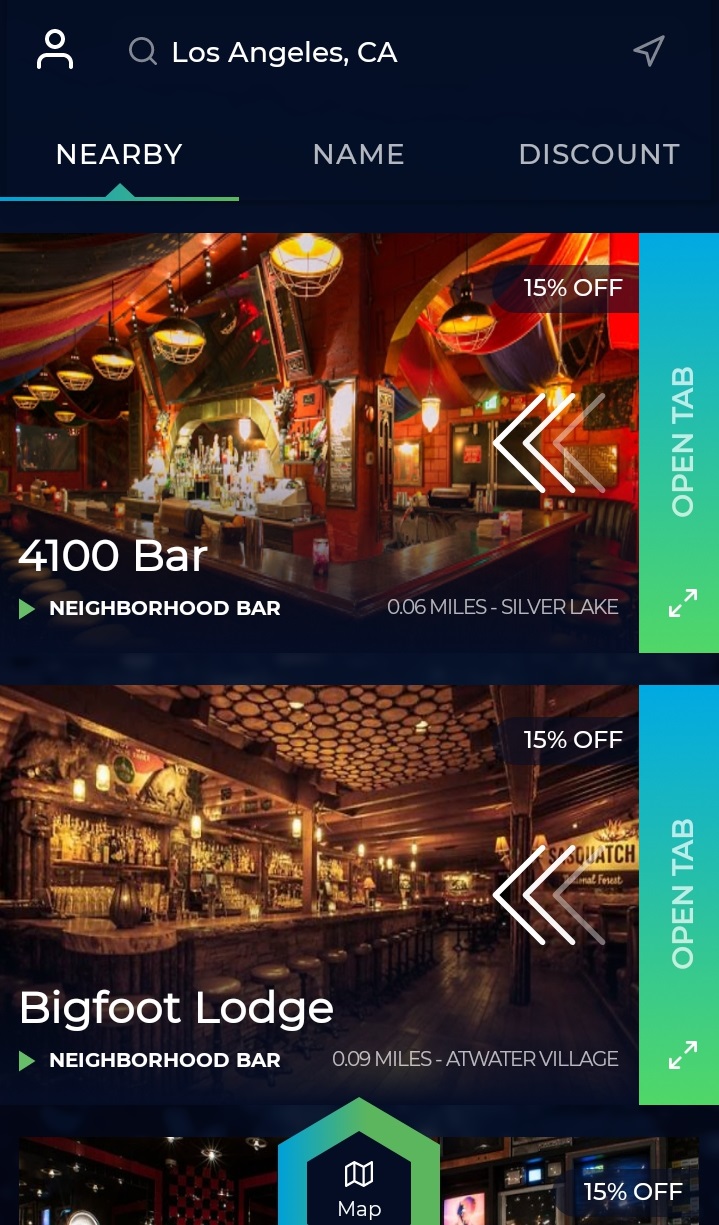 Los Angeles, CA
NEARBY
NAME
DISCOUNT
15% OFF
OPEN TAB
4100 Bar
NEIGHBORHOOD BAR
0.06 MILES - SILVER LAKE
15% OFF
SASQUATCH
National Forest
OPEN TAB
Bigfoot Lodge
NEIGHBORHOOD BAR
0.09 MILES - ATWATER VILLAGE
15% OFF
Map